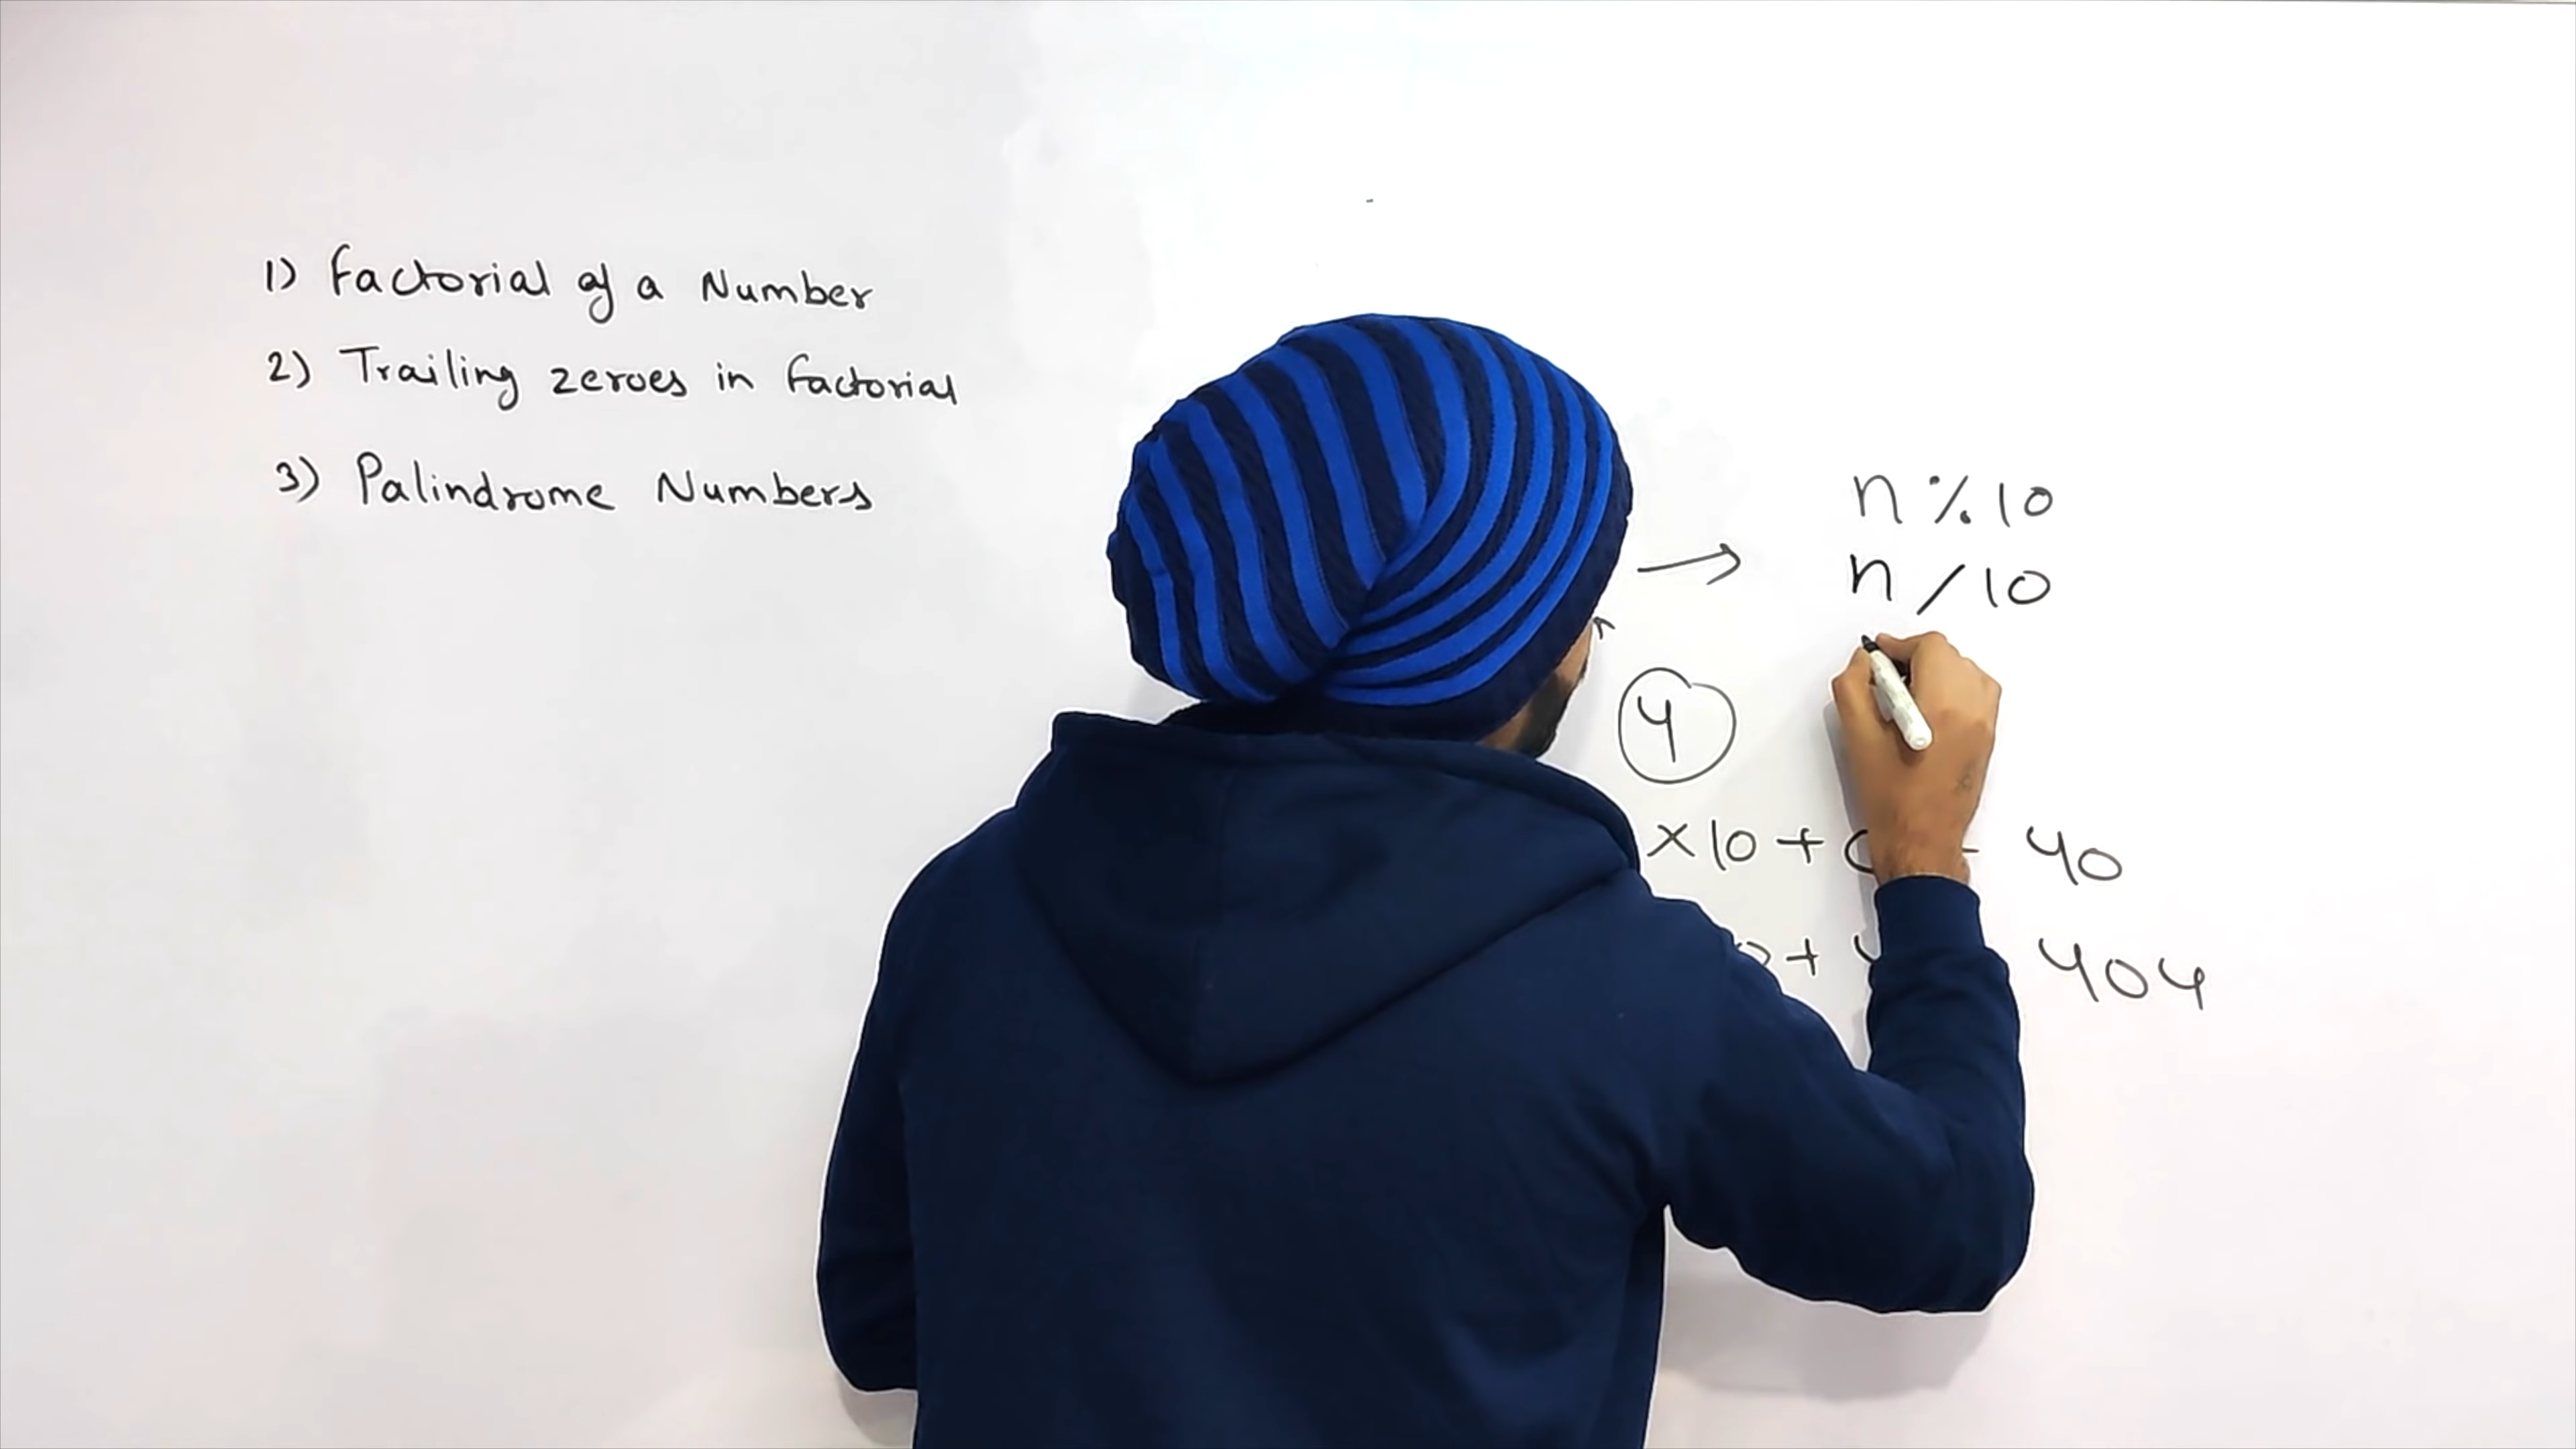 1) Factorial of a Number
2) Trailing zeroes in factorial
3) Palindrome Numbers
n % 10
n / 10
4
×10 + 40
+ 404